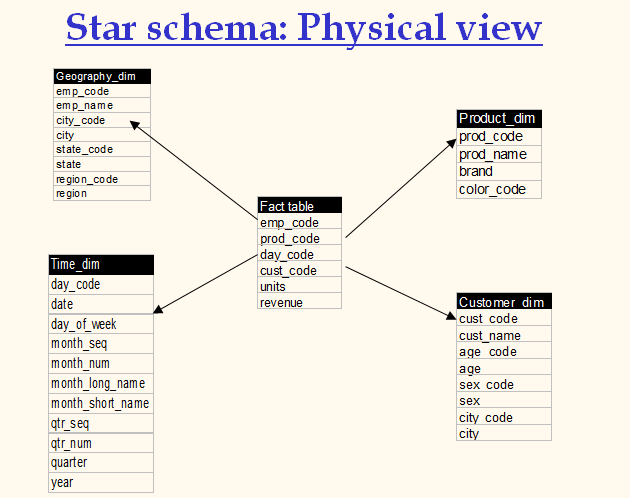 Star schema: Physical view
Geography_dim
emp_code
emp_name
city_code
city
state_code
state
region_code
region
Product_dim
prod_code
prod_name
brand
color_code
Fact table
emp_code
prod_code
day_code
cust_code
units
revenue
Time_dim
day_code
date
day_of_week
month_seq
month_num
month_long_name
month_short_name
qtr_seq
qtr_num
quarter
year
Customer_dim
cust_code
cust_name
age_code
age
sex_code
sex
city_code
city